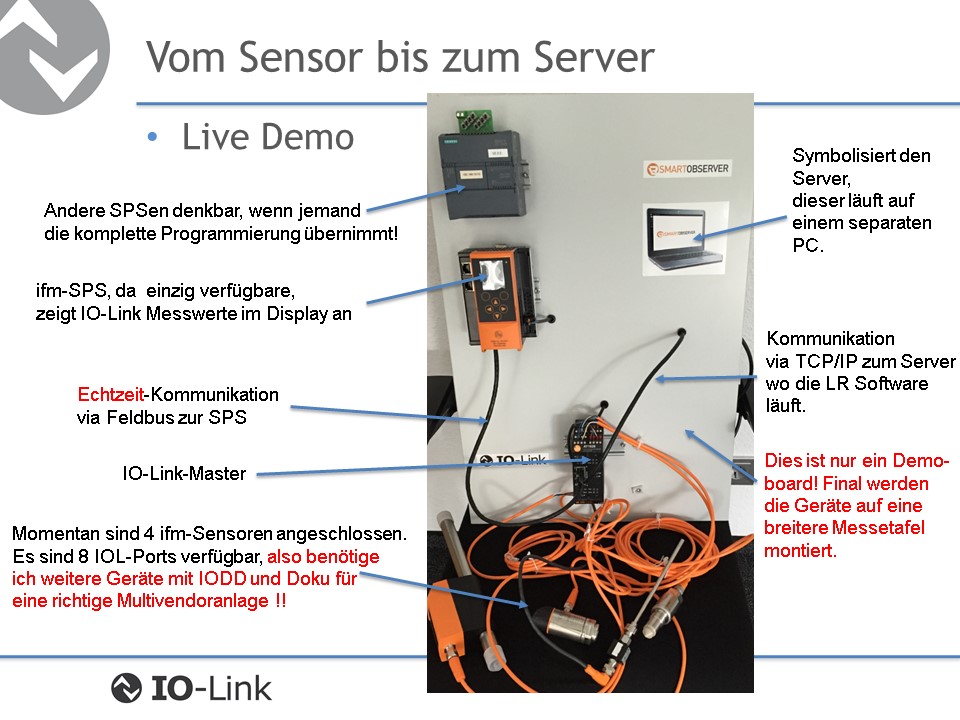 Vom Sensor bis zum Server
• Live Demo
Andere SPSen denkbar, wenn jemand
die komplette Programmierung übernimmt!
ifm-SPS, da einzig verfügbare,
zeigt IO-Link Messwerte im Display an
Echtzeit-Kommunikation
via Feldbus zur SPS
IO-Link-Master
Momentan sind 4 ifm-Sensoren angeschlossen.
Es sind 8 IOL-Ports verfügbar, also benötige
ich weitere Geräte mit IODD und Doku für
eine richtige Multivendoranlage !!
SIEMENS
SMARTOBSERVER
SMARTOBSERVER
IO-Link
Symbolisiert den
Server,
dieser läuft auf
einem separaten
PC.
Kommunikation
via TCP/IP zum Server
wo die LR Software
läuft.
Dies ist nur ein Demo-
board! Final werden
die Geräte auf eine
breitere Messetafel
montiert.
IO-Link